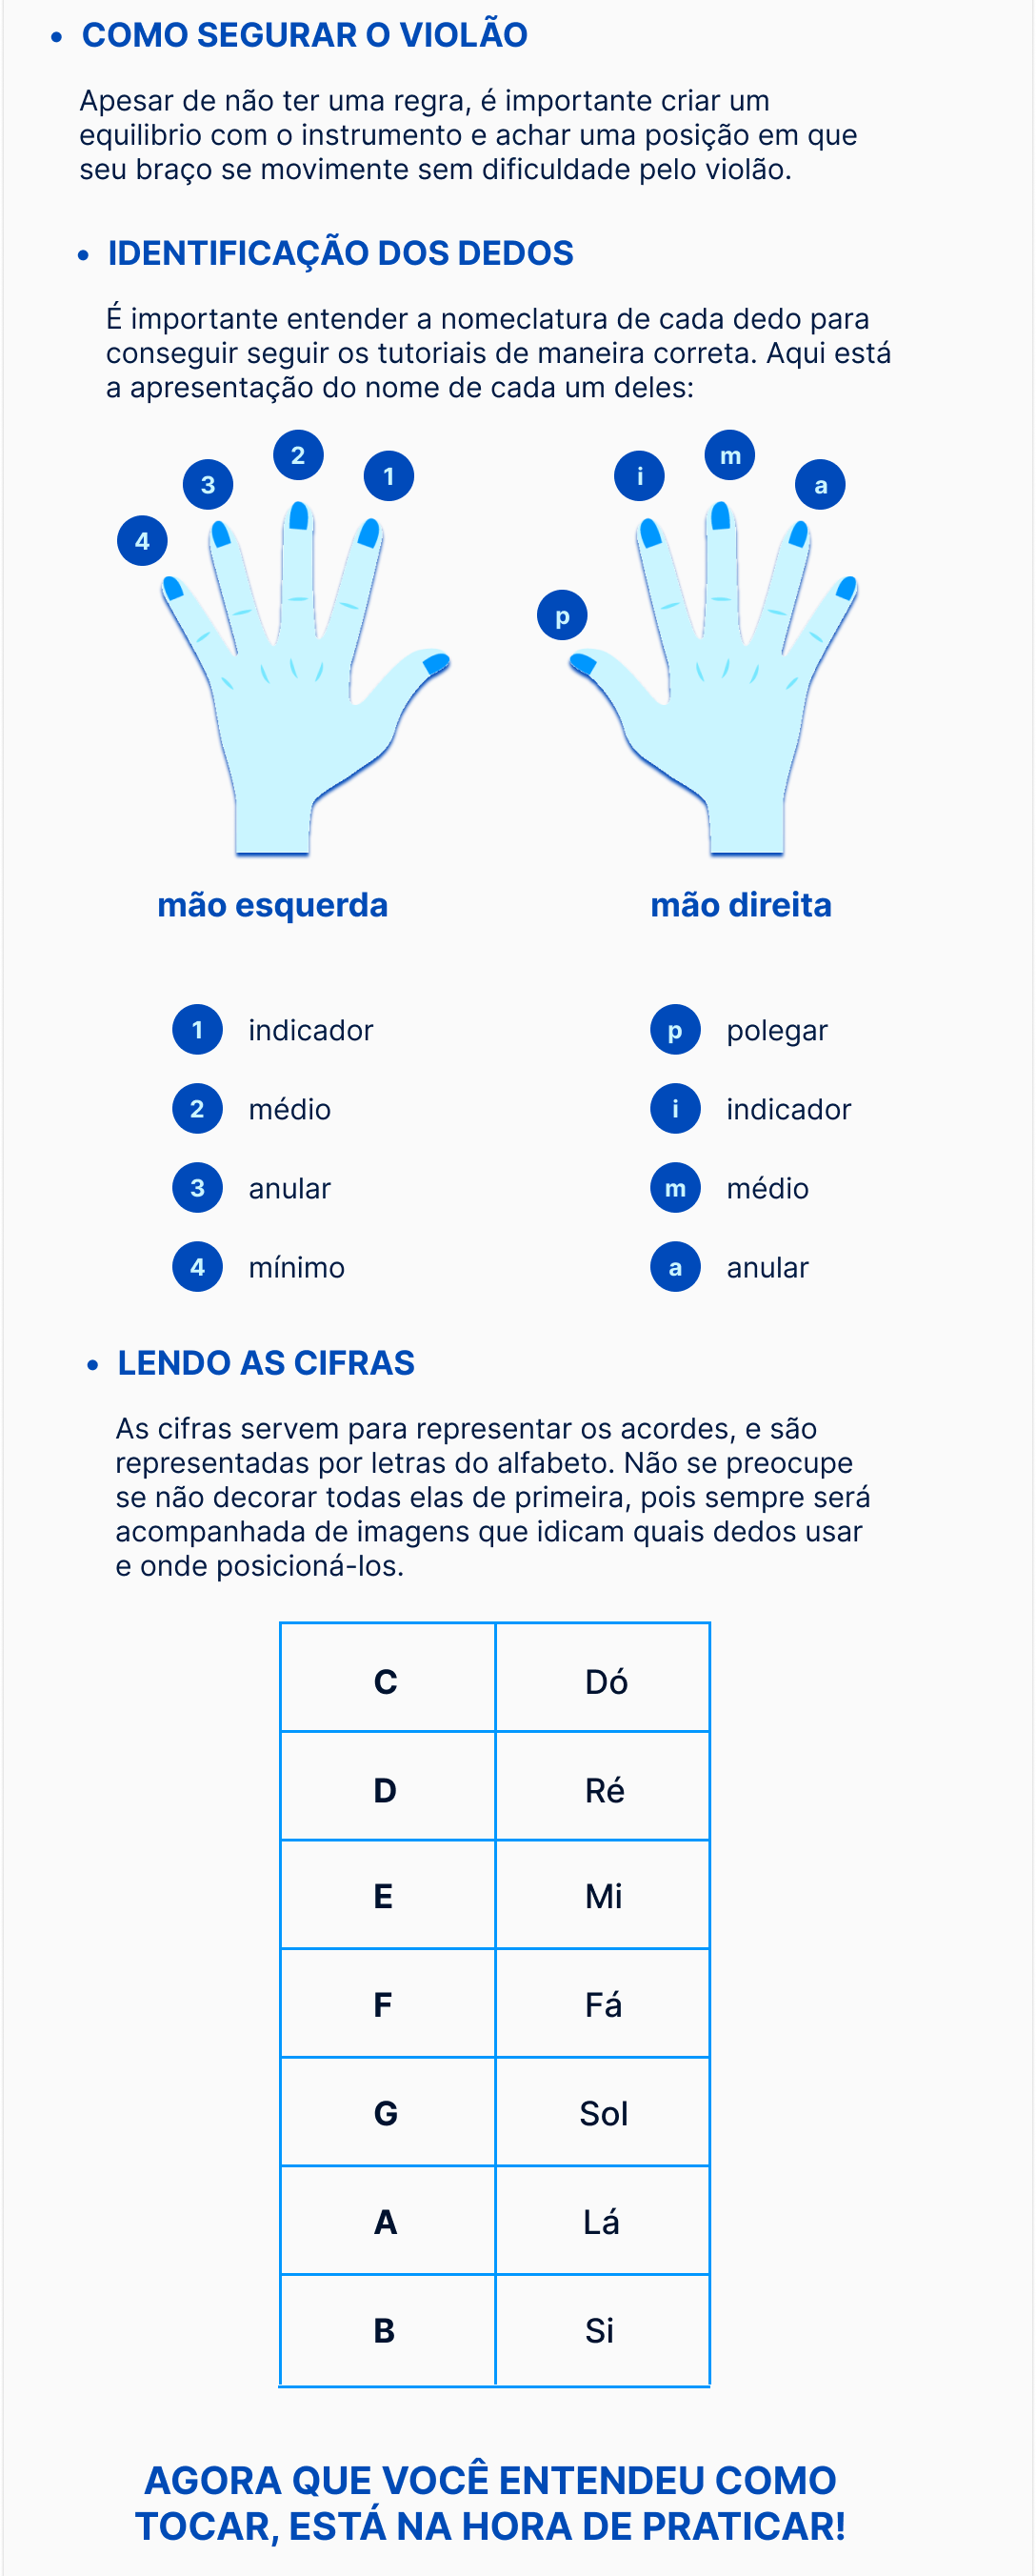 • COMO SEGURAR O VIOLÃO
Apesar de não ter uma regra, é importante criar um
equilibrio com o instrumento e achar uma posição em que
seu braço se movimente sem dificuldade pelo violão.
• IDENTIFICAÇÃO DOS DEDOS
É importante entender a nomeclatura de cada dedo para
conseguir seguir os tutoriais de maneira correta. Aqui está
a apresentação do nome de cada um deles:
4 3 2 1
p i m a
mão esquerda
mão direita
1 indicador
2 médio
3 anular
4 mínimo
p polegar
i indicador
m médio
a anular
• LENDO AS CIFRAS
As cifras servem para representar os acordes, e são
representadas por letras do alfabeto. Não se preocupe
se não decorar todas elas de primeira, pois sempre será
acompanhada de imagens que idicam quais dedos usar
e onde posicioná-los.
C Dó
D Ré
E Mi
F Fá
G Sol
A Lá
B Si
AGORA QUE VOCÊ ENTENDEU COMO
TOCAR, ESTÁ NA HORA DE PRATICAR!